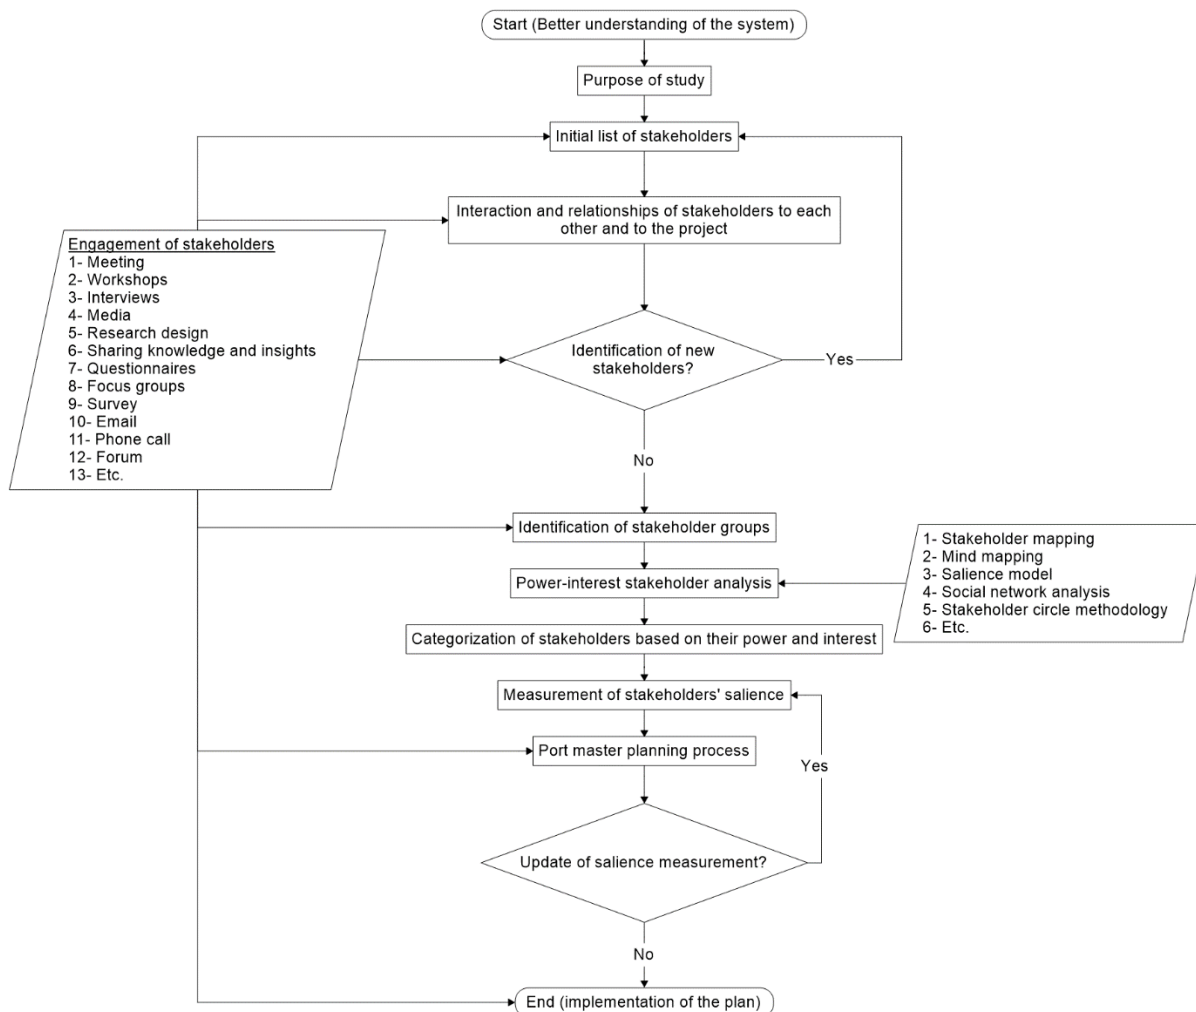 Start (Better understanding of the system)
Purpose of study
Initial list of stakeholders
Interaction and relationships of stakeholders to each
other and to the project
Engagement of stakeholders
1- Meeting
2- Workshops
3- Interviews
4- Media
5- Research design
6- Sharing knowledge and insights
7- Questionnaires
8- Focus groups
9- Survey
10- Email
11- Phone call
12- Forum
13- Etc.
Identification of new
stakeholders?
Yes
No
Identification of stakeholder groups
Power-interest stakeholder analysis
1- Stakeholder mapping
2- Mind mapping
3- Salience model
4- Social network analysis
5- Stakeholder circle methodology
6- Etc.
Categorization of stakeholders based on their power and interest
Measurement of stakeholders' salience
Port master planning process
Yes
Update of salience measurement?
No
End (implementation of the plan)